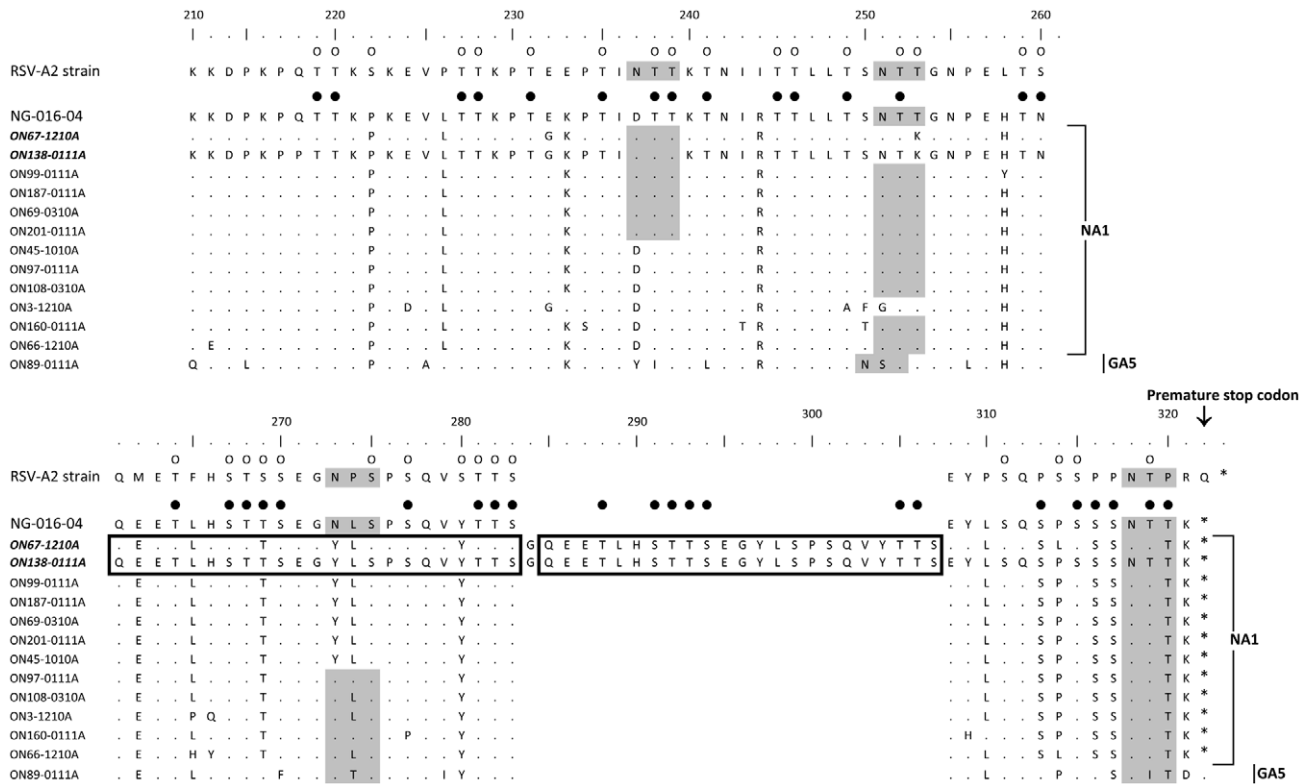 210 220 230 240 250 260
O O O O O O O O O O O O O O O O O O
RSV-A2 strain K K D P K P Q T T K S K E V P T T K P T E E P T I N T T K T N I I T T L L T S N T T G N P E L T S
NG-016-04 K K D P K P Q T T K P K E V L T T K P T E K P T I D T T K T N I R T T L L T S N T T G N P E H T N
ON67-1210A . . . . . . . . . . P . . . L . . . . . G K . . . . . . . . . . R . . . . . . . . K . . . . H . .
ON138-0111A K K D P K P P T T K P K E V L T T K P T G K P T I . . . K T N I R T T L L T S N T K G N P E H T N
ON99-0111A . . . . . . . . . . P . . . L . . . . . . K . . . . . . . . . . R . . . . . . . . . . . . . Y . .
ON187-0111A . . . . . . . . . . P . . . L . . . . . . K . . . . . . . . . . R . . . . . . . . . . . . . H . .
ON69-0310A . . . . . . . . . . P . . . L . . . . . . K . . . . . . . . . . R . . . . . . . . . . . . . H . .
ON201-0111A . . . . . . . . . . P . . . L . . . . . . K . . . . . . . . . . R . . . . . . . . . . . . . H . .
ON45-1010A . . . . . . . . . . P . . . L . . . . . . K . . . D . . . . . . R . . . . . . . . . . . . . H . .
ON97-0111A . . . . . . . . . . P . . . L . . . . . . K . . . D . . . . . . R . . . . . . . . . . . . . H . .
ON108-0310A . . . . . . . . . . P . . . L . . . . . . K . . . D . . . . . . R . . . . . . . . . . . . . H . .
ON3-1210A . . . . . . . . . . P . D . L . . . . . G . . . . D . . . . . . R . . . . A F G . . . . . . H . .
ON160-0111A . . . . . . . . . . P . . . L . . . . . . K S . . D . . . . . T R . . . . . T . . . . . . . H . .
ON66-1210A . E . . . . . . . . P . . . L . . . . . . K . . . D . . . . . . R . . . . . . . . . . . . . H . .
ON89-0111A Q . . L . . . . . . P . . A . . . . . . . K . . . Y I . . L . . R . . . . . N S . . . . L . H . .
NA1
GA5
Premature stop codon
270 280 290 300 310 320
O O O O O O O O O O O O O O O
RSV-A2 strain Q M E T F H S T S S E G N P S P S Q V S T T S E Y P S Q P S S P P N T P R Q *
NG-016-04 Q E E T L H S T T S E G N L S P S Q V Y T T S E Y L S Q S P S S S N T T K *
ON67-1210A . E . . L . . . T . . . Y L . . . . . Y . . . G Q E E T L H S T T S E G Y L S P S Q V Y T T S . . L . . S L . S S . . T K *
ON138-0111A Q E E T L H S T T S E G Y L S P S Q V Y T T S G Q E E T L H S T T S E G Y L S P S Q V Y T T S E Y L S Q S P S S S N T T K *
ON99-0111A . E . . L . . . T . . . Y L . . . . . Y . . . . . L . . S P . S S . . T K *
ON187-0111A . E . . L . . . T . . . Y L . . . . . Y . . . . . L . . S P . S S . . T K *
ON69-0310A . E . . L . . . T . . . Y L . . . . . Y . . . . . L . . S P . S S . . T K *
ON201-0111A . E . . L . . . T . . . Y L . . . . . Y . . . . . L . . S P . S S . . T K *
ON45-1010A . E . . L . . . T . . . Y L . . . . . Y . . . . . L . . S P . S S . . T K *
ON97-0111A . E . . L . . . T . . . . . . . . . . Y . . . . . L . . S P . S S . . T K *
ON108-0310A . E . . L . . . T . . . . L . . . . . Y . . . . . L . . S P . S S . . T K *
ON3-1210A . E . . P Q . . T . . . . L . . . . . Y . . . . . L . . S P . S S . . T K *
ON160-0111A . E . . L . . . T . . . . . . . P . . Y . . . . H . . . S P . S S . . T K *
ON66-1210A . E . . H Y . . T . . . . L . . . . . Y . . . . . L . . S L . S S . . T K *
ON89-0111A . E . . L . . . . F . . . T . . . . I Y . . . . . . . . . P . . S . I T D .
NA1
GA5